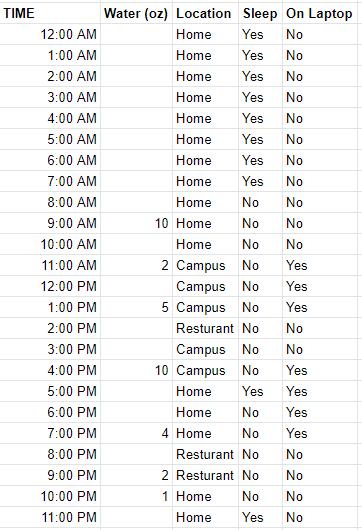 TIME Water (oz) Location Sleep On Laptop
12:00 AM Home Yes No
1:00 AM Home Yes No
2:00 AM Home Yes No
3:00 AM Home Yes No
4:00 AM Home Yes No
5:00 AM Home Yes No
6:00 AM Home Yes No
7:00 AM Home Yes No
8:00 AM Home No No
9:00 AM 10 Home No No
10:00 AM Home No No
11:00 AM 2 Campus No Yes
12:00 PM Campus No Yes
1:00 PM 5 Campus No Yes
2:00 PM Resturant No No
3:00 PM Campus No No
4:00 PM 10 Campus No Yes
5:00 PM Home Yes Yes
6:00 PM Home No Yes
7:00 PM 4 Home No Yes
8:00 PM Resturant No No
9:00 PM 2 Resturant No No
10:00 PM 1 Home No No
11:00 PM Home Yes No